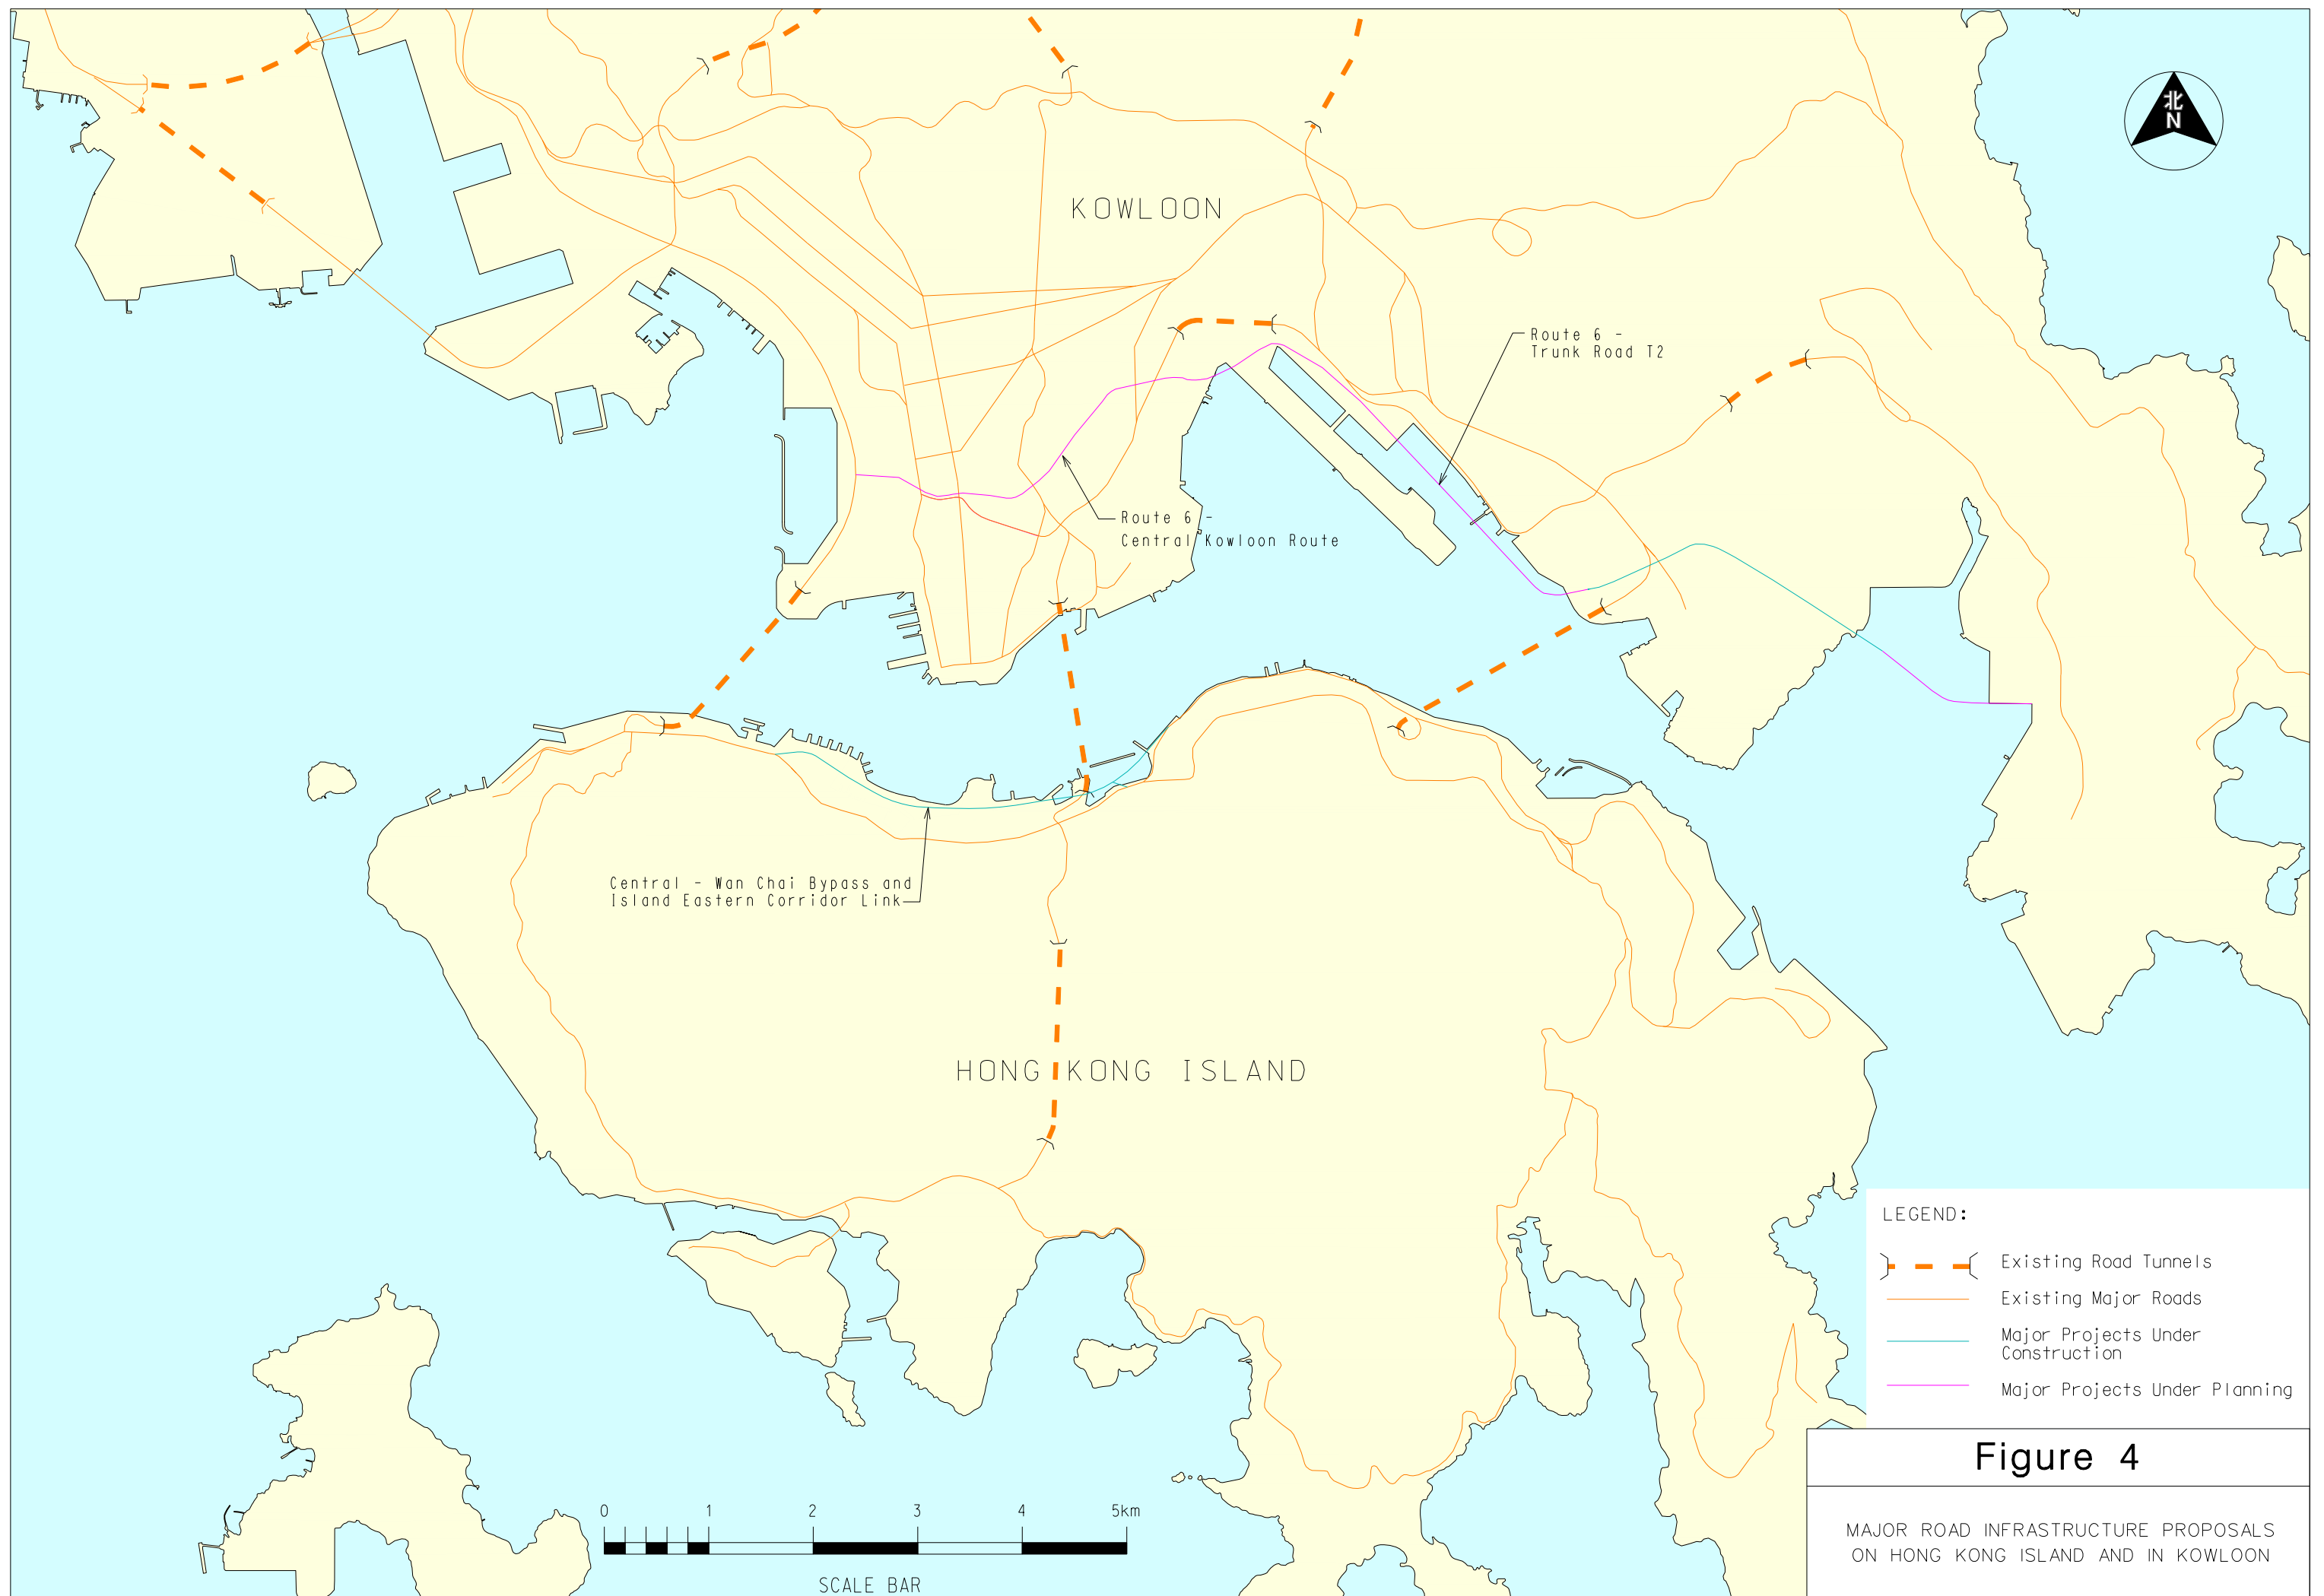 北
N
KOWLOON
Route 6 -
Trunk Road T2
Route 6 -
Central Kowloon Route
Central - Wan Chai Bypass and
Island Eastern Corridor Link
HONG KONG ISLAND
LEGEND:
Existing Road Tunnels
Existing Major Roads
Major Projects Under
Construction
Major Projects Under Planning
Figure 4
MAJOR ROAD INFRASTRUCTURE PROPOSALS
ON HONG KONG ISLAND AND IN KOWLOON
0 1 2 3 4 5km
SCALE BAR